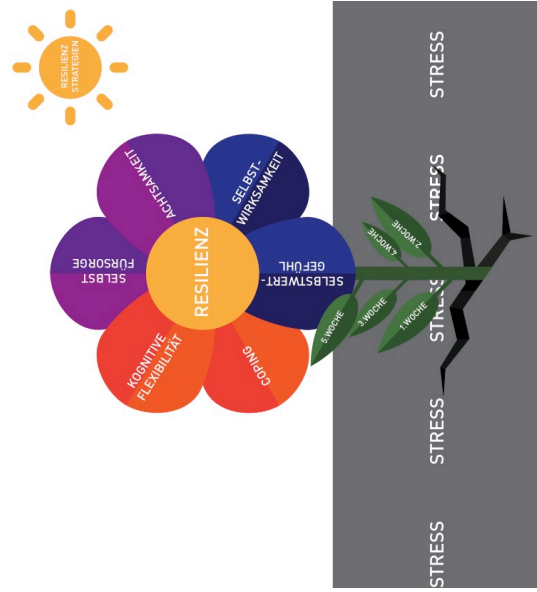 RESILIENZ
STRATEGIEN
ACHTSAMKEIT
SELBST-
WIRKSAMKEIT
SELBST
FÜRSORGE
RESILIENZ
SELBSTWERT-
GEFÜHL
KOGNITIVE
FLEXIBILITÄT
COPING
5.WOCHE
3.WOCHE
1.WOCHE
4.WOCHE
2.WOCHE
STRESS
STRESS
STRESS
STRESS
STRESS